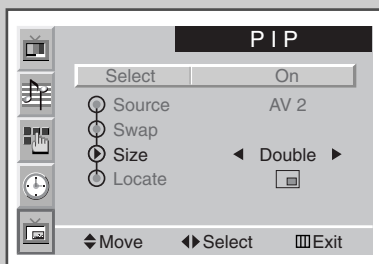 PIP
Select On
Source AV 2
Swap
Size Double
Locate
Move Select Exit